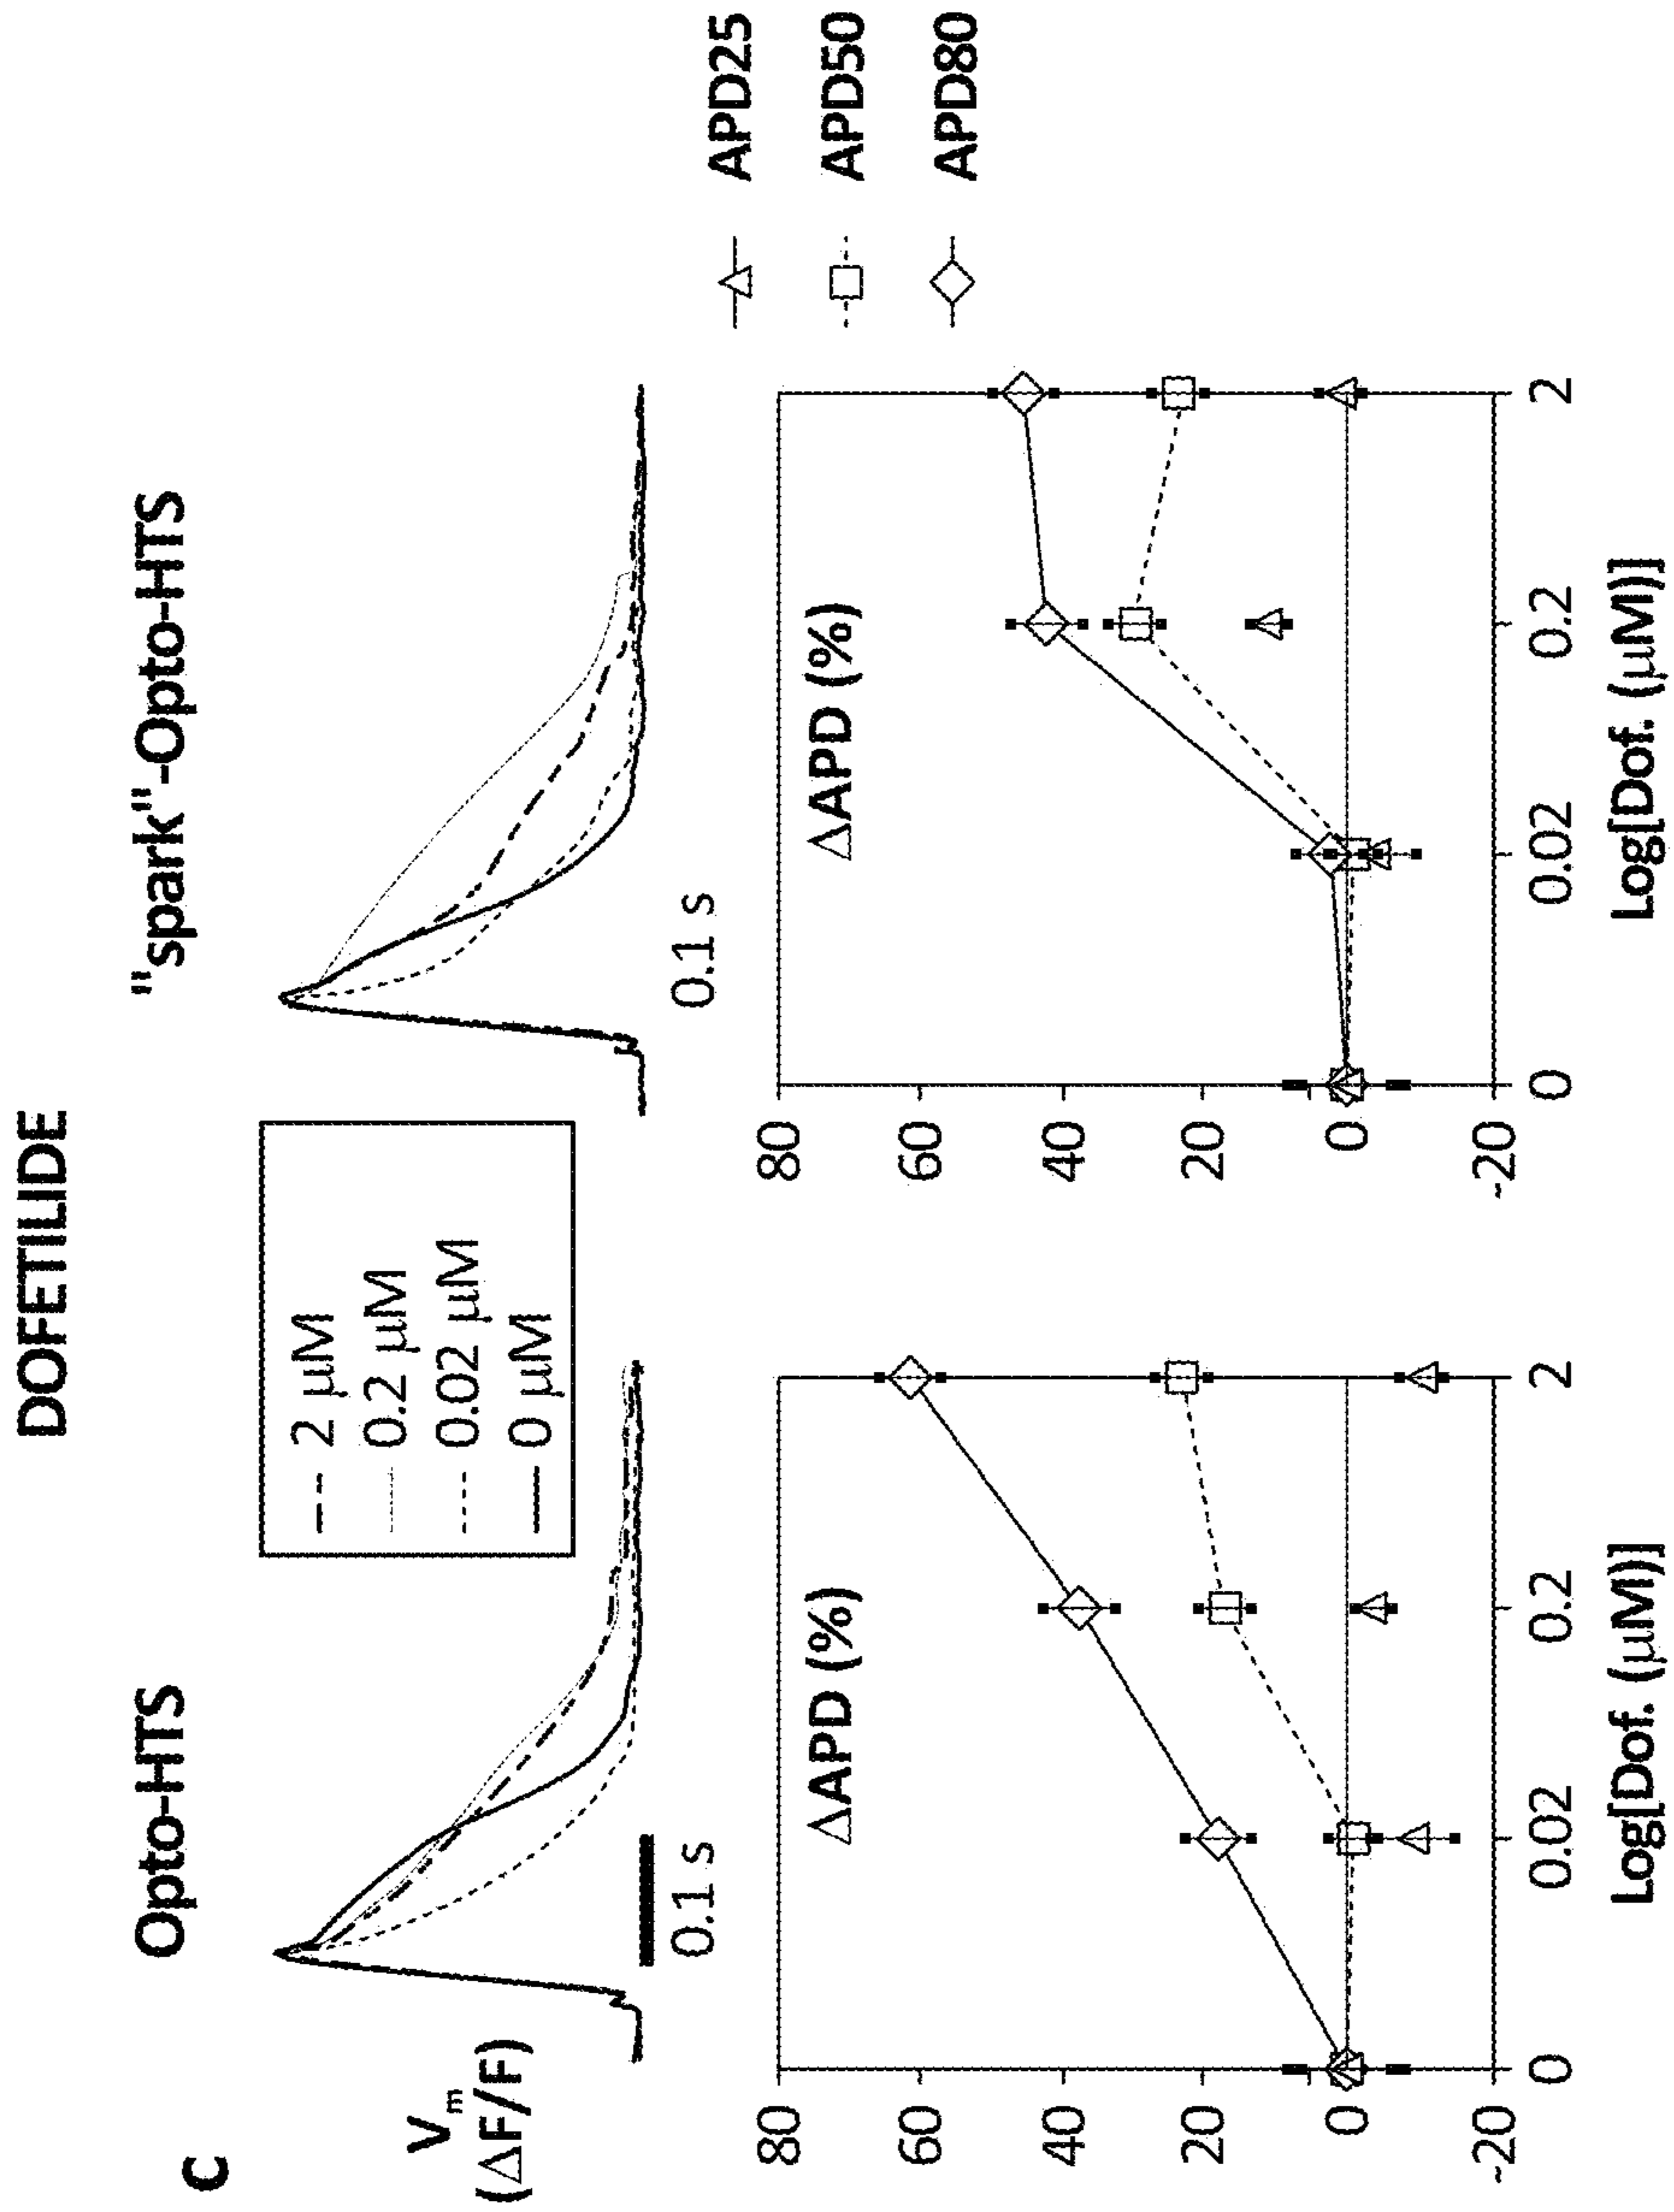 DOFETILIDE
C
Opto-HTS
"spark"-Opto-HTS
Vm
(ΔF/F)
2 μM
0.2 μM
0.02 μM
0 μM
0.1 s
0.1 s
ΔAPD (%)
80
60
40
20
0
-20
0
0.02
0.2
2
Log[Dof. (μM)]
ΔAPD (%)
80
60
40
20
0
-20
0
0.02
0.2
2
Log[Dof. (μM)]
APD25
APD50
APD80